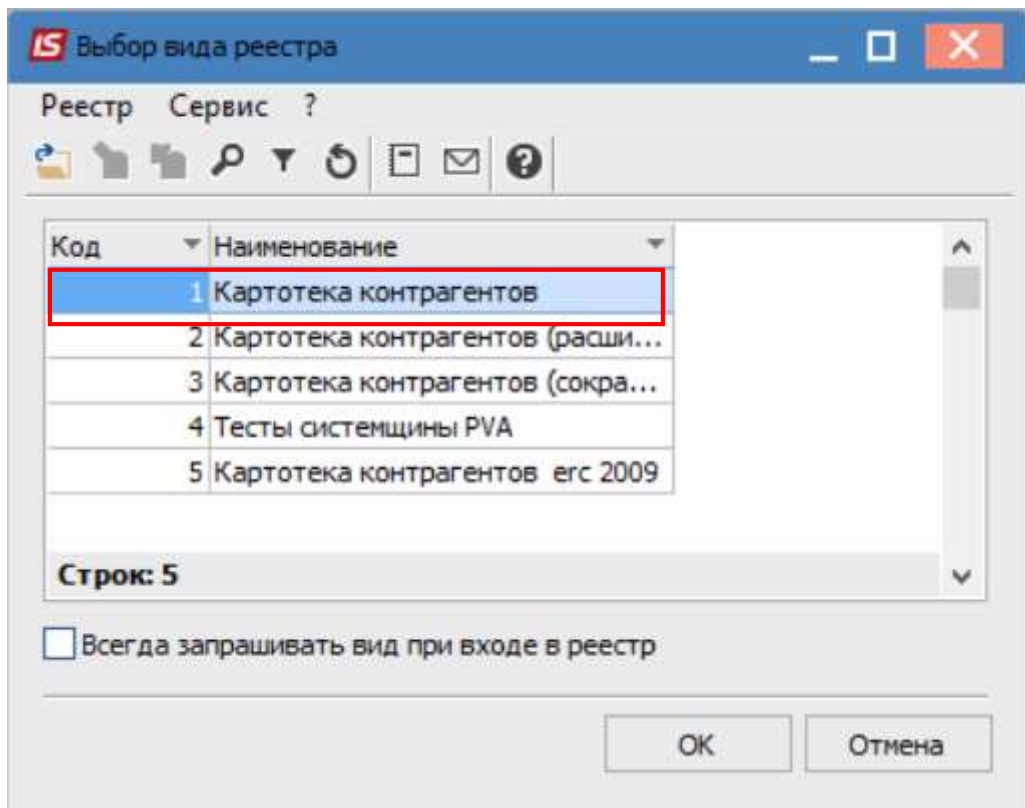 IS Выбор вида реестра
Реестр Сервис ?
Код Наименование
1 Картотека контрагентов
2 Картотека контрагентов (расши...
3 Картотека контрагентов (сокра...
4 Тесты системщины PVA
5 Картотека контрагентов erc 2009
Строк: 5
Всегда запрашивать вид при входе в реестр
OK Отмена